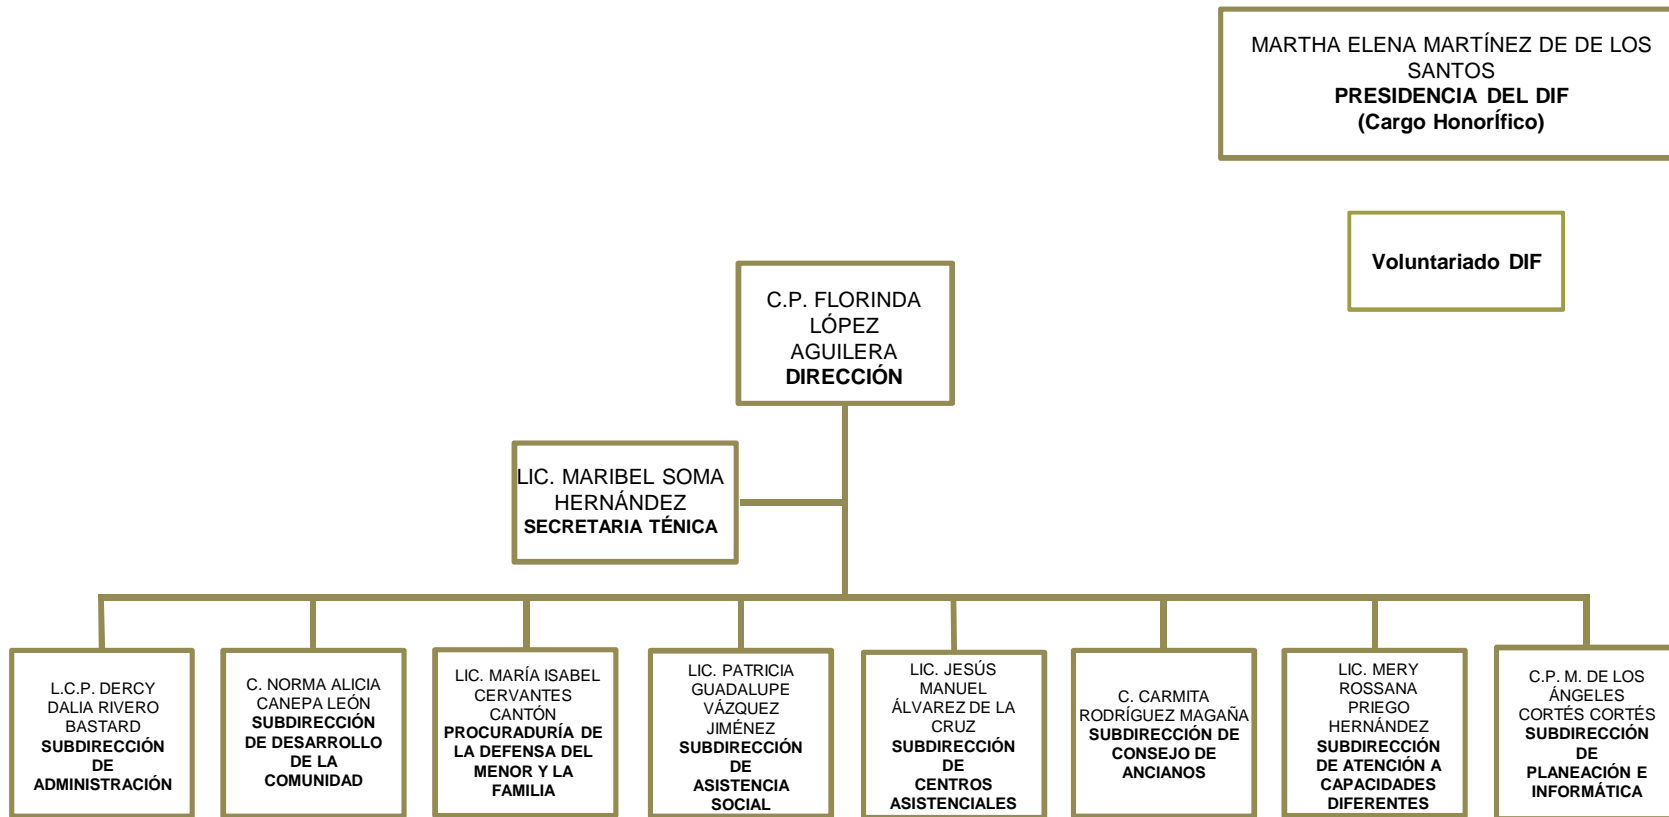 MARTHA ELENA MARTÍNEZ DE DE LOS
SANTOS
PRESIDENCIA DEL DIF
(Cargo HonorÍfico)
Voluntariado DIF
C.P. FLORINDA
LÓPEZ
AGUILERA
DIRECCIÓN
LIC. MARIBEL SOMA
HERNÁNDEZ
SECRETARIA TÉNICA
L.C.P. DERCY
DALIA RIVERO
BASTARD
SUBDIRECCIÓN
DE
ADMINISTRACIÓN
C. NORMA ALICIA
CANEPA LEÓN
SUBDIRECCIÓN
DE DESARROLLO
DE LA
COMUNIDAD
LIC. MARÍA ISABEL
CERVANTES
CANTÓN
PROCURADURÍA DE
LA DEFENSA DEL
MENOR Y LA
FAMILIA
LIC. PATRICIA
GUADALUPE
VÁZQUEZ
JIMÉNEZ
SUBDIRECCIÓN
DE
ASISTENCIA
SOCIAL
LIC. JESÚS
MANUEL
ÁLVAREZ DE LA
CRUZ
SUBDIRECCIÓN
DE
CENTROS
ASISTENCIALES
C. CARMITA
RODRÍGUEZ MAGAÑA
SUBDIRECCIÓN DE
CONSEJO DE
ANCIANOS
LIC. MERY
ROSSANA
PRIEGO
HERNÁNDEZ
SUBDIRECCIÓN
DE ATENCIÓN A
CAPACIDADES
DIFERENTES
C.P. M. DE LOS
ÁNGELES
CORTÉS CORTÉS
SUBDIRECCIÓN
DE
PLANEACIÓN E
INFORMÁTICA